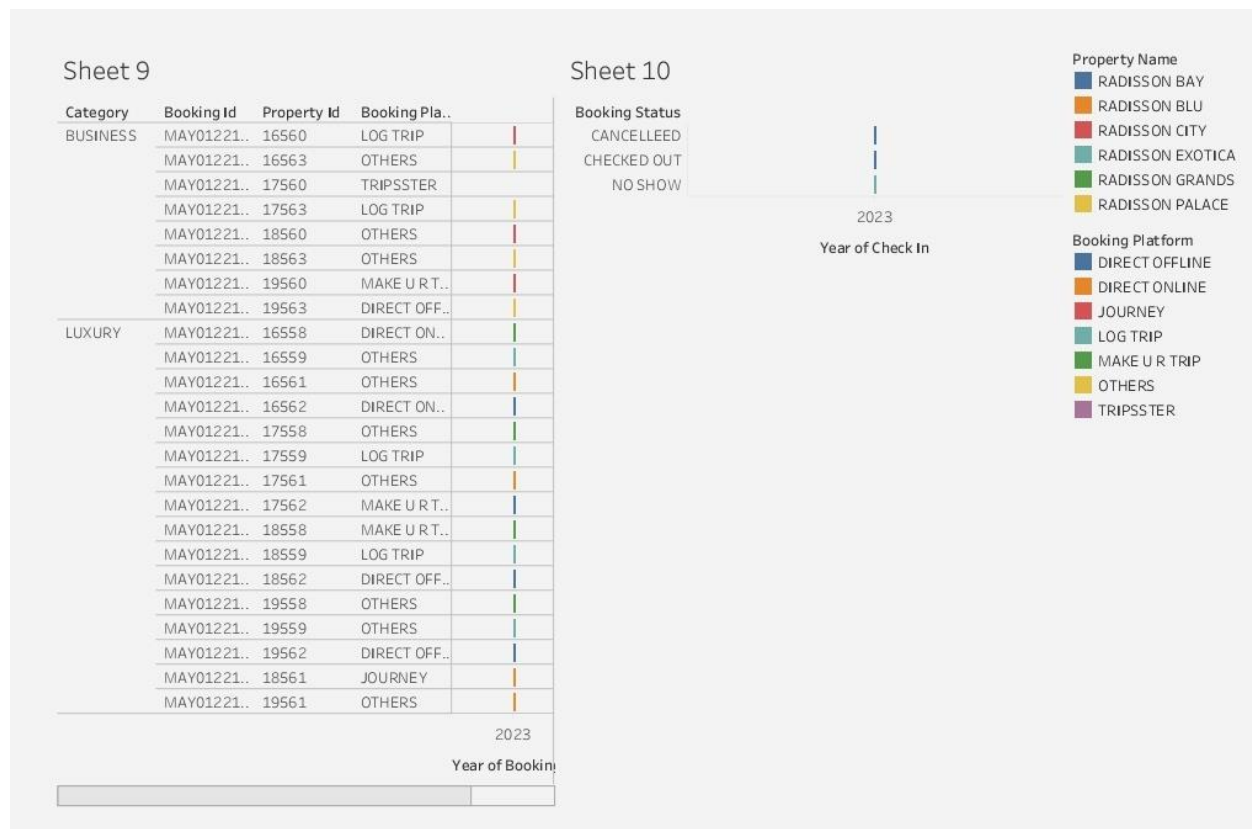 Sheet 9
Category Booking Id Property Id Booking Pla..
BUSINESS MAY01221.. 16560 LOG TRIP
MAY01221.. 16563 OTHERS
MAY01221.. 17560 TRIPSSTER
MAY01221.. 17563 LOG TRIP
MAY01221.. 18560 OTHERS
MAY01221.. 18563 OTHERS
MAY01221.. 19560 MAKE U R T..
MAY01221.. 19563 DIRECT OFF..
LUXURY MAY01221.. 16558 DIRECT ON..
MAY01221.. 16559 OTHERS
MAY01221.. 16561 OTHERS
MAY01221.. 16562 DIRECT ON..
MAY01221.. 17558 OTHERS
MAY01221.. 17559 LOG TRIP
MAY01221.. 17561 OTHERS
MAY01221.. 17562 MAKE U R T..
MAY01221.. 18558 MAKE U R T..
MAY01221.. 18559 LOG TRIP
MAY01221.. 18562 DIRECT OFF..
MAY01221.. 19558 OTHERS
MAY01221.. 19559 OTHERS
MAY01221.. 19562 DIRECT OFF..
MAY01221.. 18561 JOURNEY
MAY01221.. 19561 OTHERS
2023
Year of Booking
Sheet 10
Booking Status
CANCELLEED
CHECKED OUT
NO SHOW
2023
Year of Check In
Property Name
RADISSON BAY
RADISSON BLU
RADISSON CITY
RADISSON EXOTICA
RADISSON GRANDS
RADISSON PALACE
Booking Platform
DIRECT OFFLINE
DIRECT ONLINE
JOURNEY
LOG TRIP
MAKE U R TRIP
OTHERS
TRIPSSTER